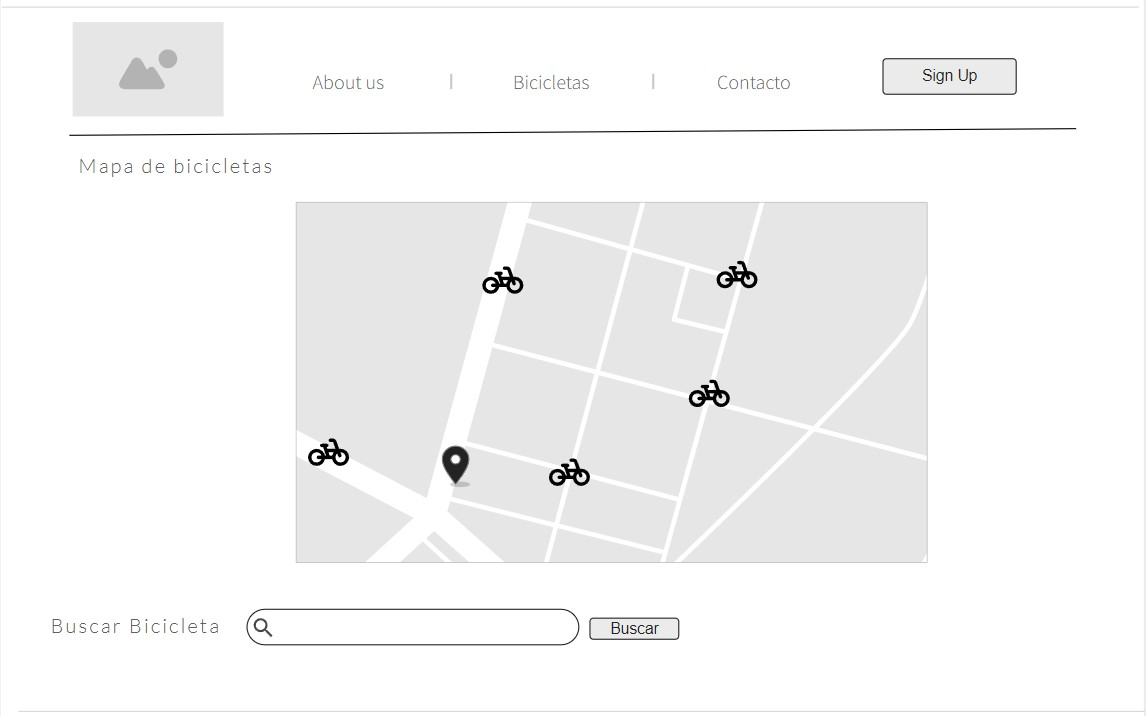 About us | Bicicletas | Contacto Sign Up
Mapa de bicicletas
Buscar Bicicleta Buscar